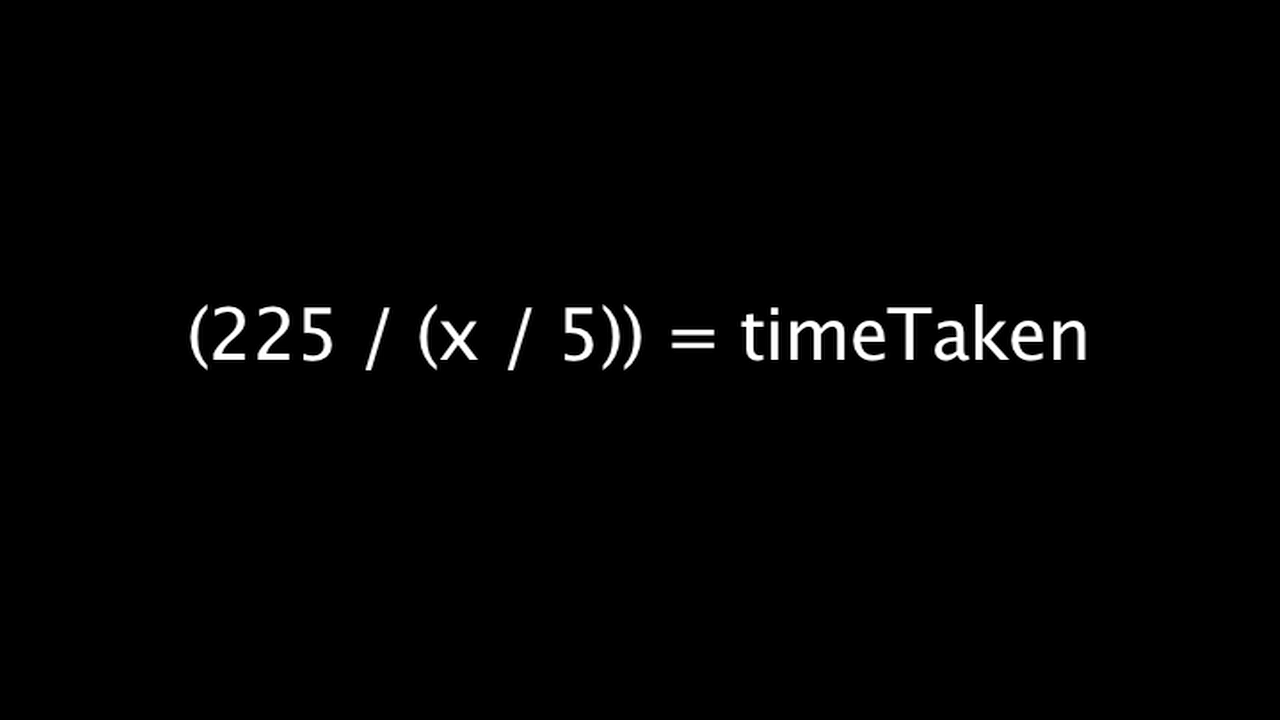 (225 / (x / 5)) = timeTaken